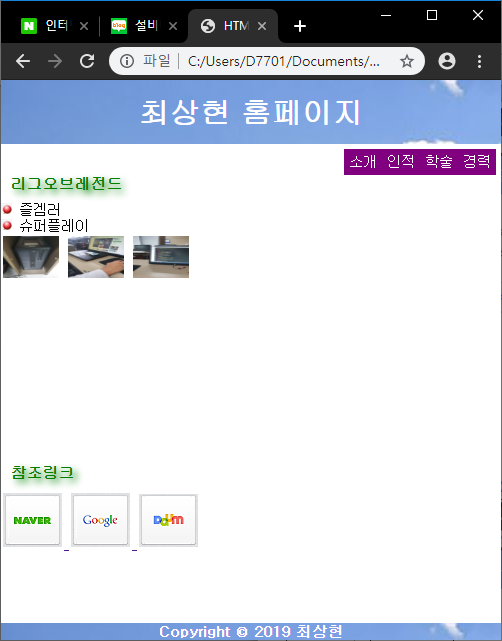 인터
설비
HTM
파일 C:/Users/D7701/Documents/...
최상현 홈페이지
소개 인적 학술 경력
리그오브레전드
즐겜러
슈퍼플레이
참조링크
NAVER Google Daum
Copyright © 2019 최상현